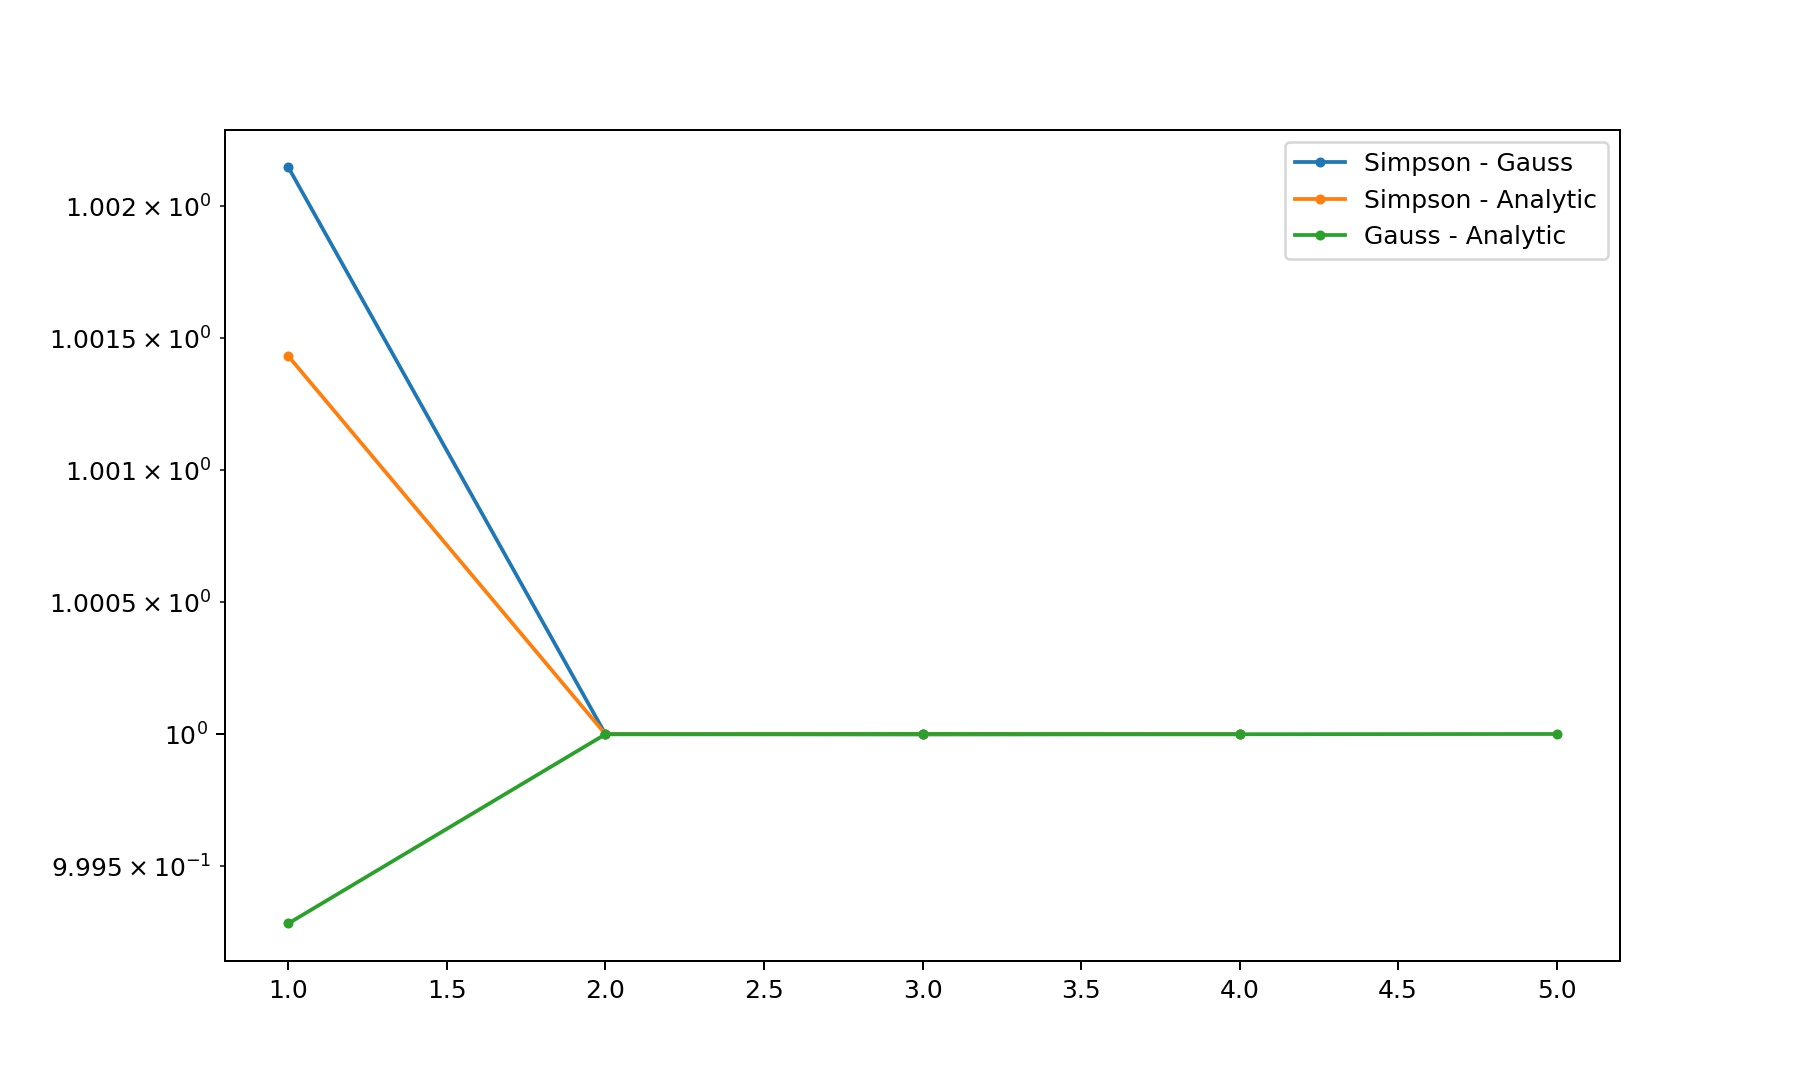 Simpson - Gauss
Simpson - Analytic
Gauss - Analytic
1.002 × 10⁰
1.0015 × 10⁰
1.001 × 10⁰
1.0005 × 10⁰
10⁰
9.995 × 10⁻¹
1.0 1.5 2.0 2.5 3.0 3.5 4.0 4.5 5.0